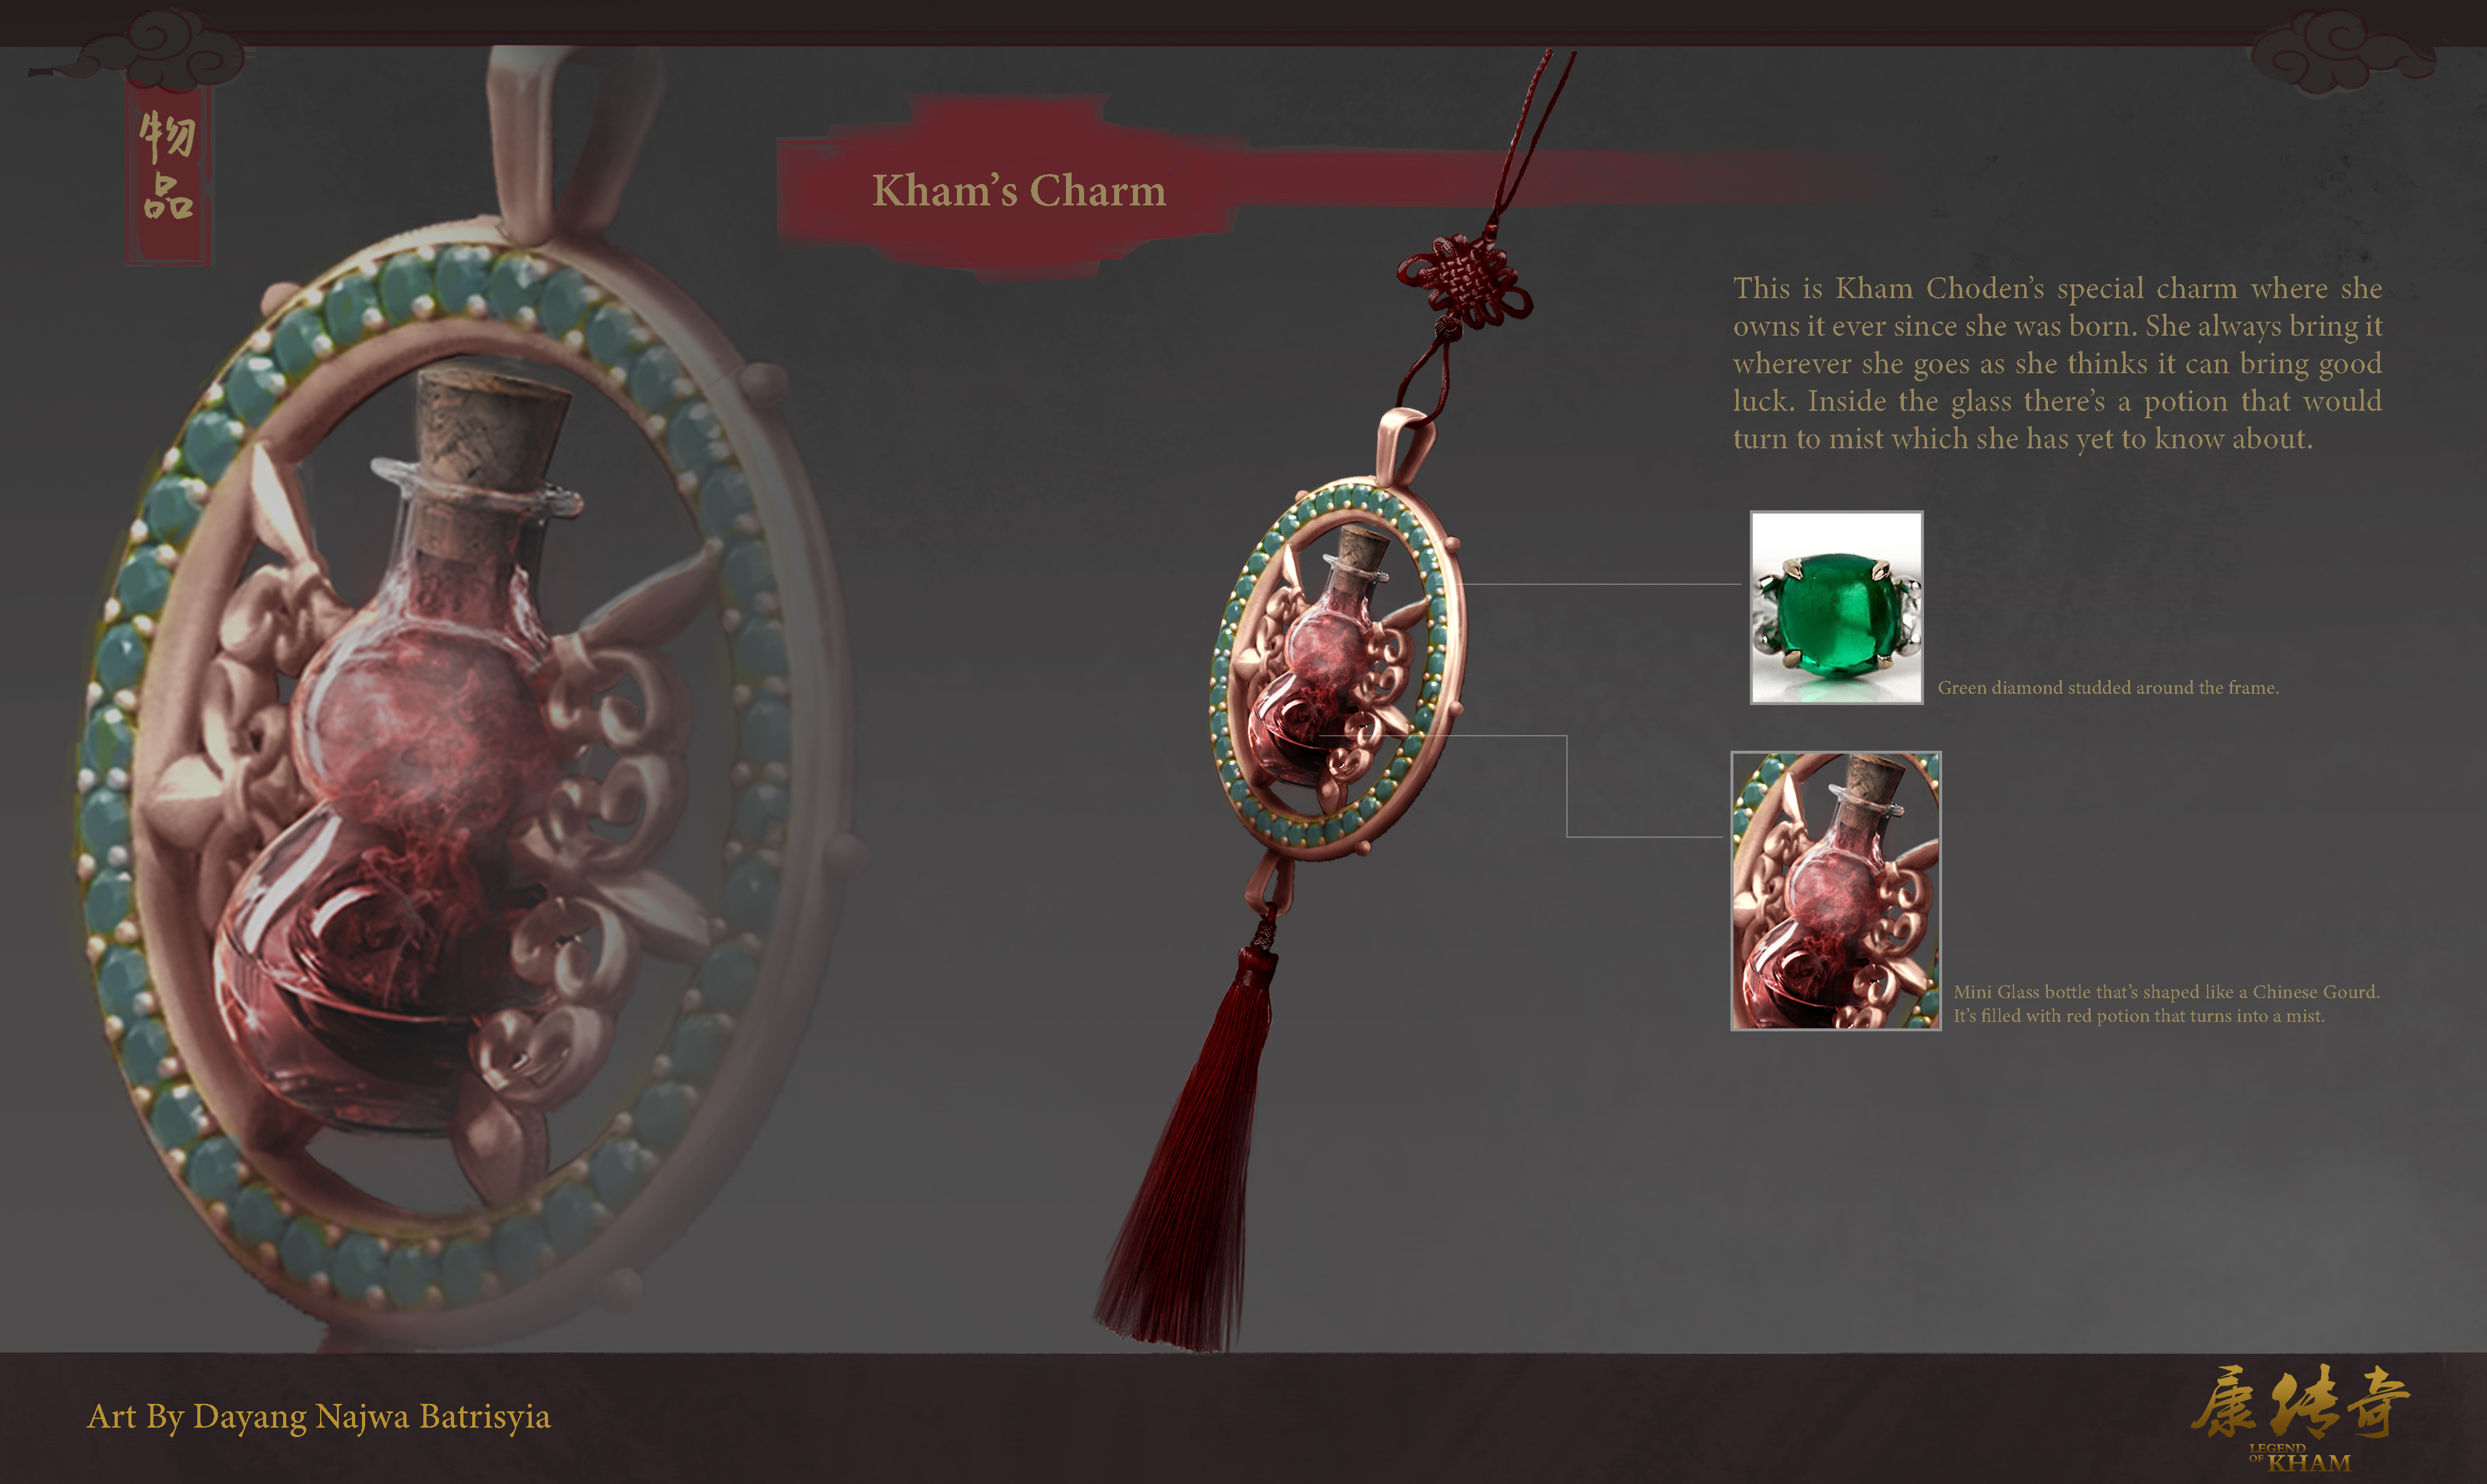 物品
Kham’s Charm
This is Kham Choden’s special charm where she
owns it ever since she was born. She always bring it
wherever she goes as she thinks it can bring good
luck. Inside the glass there’s a potion that would
turn to mist which she has yet to know about.
Green diamond studded around the frame.
Mini Glass bottle that’s shaped like a Chinese Gourd.
It’s filled with red potion that turns into a mist.
Art By Dayang Najwa Batrisyia
康传奇
LEGEND
OF KHAM